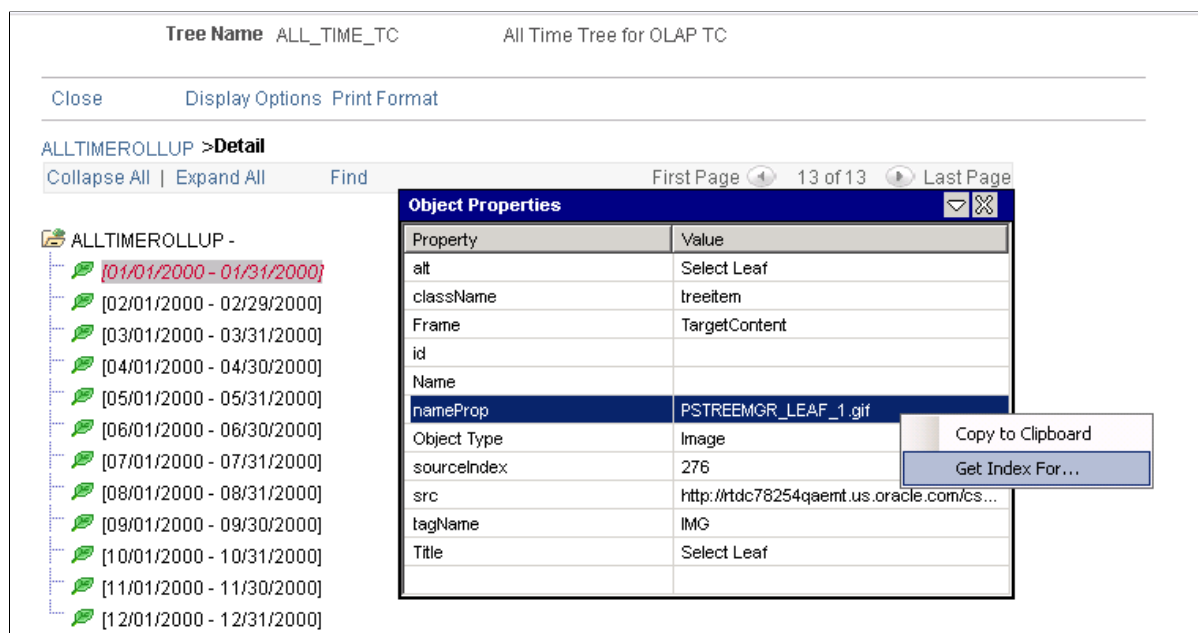 Tree Name ALL_TIME_TC All Time Tree for OLAP TC
Close Display Options Print Format
ALLTIMEROLLUP >Detail
Collapse All | Expand All Find First Page 13 of 13 Last Page
ALLTIMEROLLUP -
[01/01/2000 - 01/31/2000]
[02/01/2000 - 02/29/2000]
[03/01/2000 - 03/31/2000]
[04/01/2000 - 04/30/2000]
[05/01/2000 - 05/31/2000]
[06/01/2000 - 06/30/2000]
[07/01/2000 - 07/31/2000]
[08/01/2000 - 08/31/2000]
[09/01/2000 - 09/30/2000]
[10/01/2000 - 10/31/2000]
[11/01/2000 - 11/30/2000]
[12/01/2000 - 12/31/2000]
Object Properties
Property Value
alt Select Leaf
className treeitem
Frame TargetContent
id
Name
nameProp PSTREEMGR_LEAF_1.gif
Object Type Image
sourceIndex 276
src http://rtdc78254qaemt.us.oracle.com/cs...
tagName IMG
Title Select Leaf
Copy to Clipboard
Get Index For...